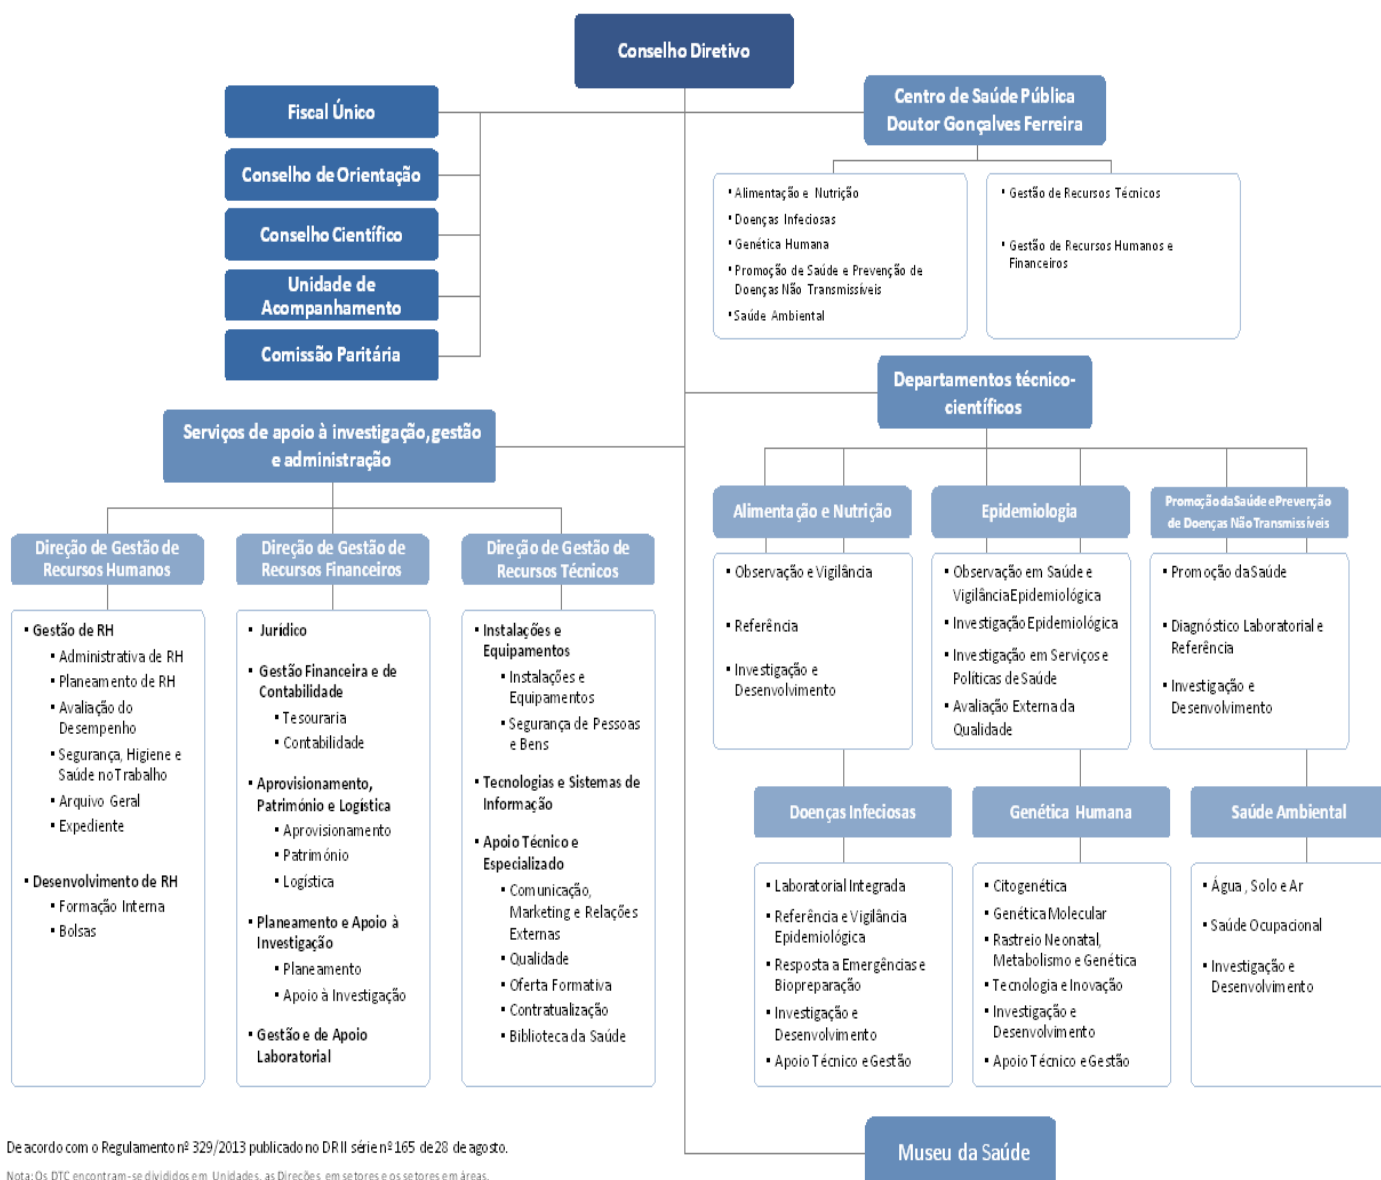 Conselho Diretivo
Fiscal Único
Conselho de Orientação
Conselho Científico
Unidade de
Acompanhamento
Comissão Paritária
Centro de Saúde Pública
Doutor Gonçalves Ferreira
▪ Alimentação e Nutrição
▪ Doenças Infeciosas
▪ Genética Humana
▪ Promoção de Saúde e Prevenção de
Doenças Não Transmissíveis
▪ Saúde Ambiental
▪ Gestão de Recursos Técnicos
▪ Gestão de Recursos Humanos e
Financeiros
Departamentos técnico-
científicos
Serviços de apoio à investigação, gestão
e administração
Direção de Gestão de
Recursos Humanos
▪ Gestão de RH
▪ Administrativa de RH
▪ Planeamento de RH
▪ Avaliação do
Desempenho
▪ Segurança, Higiene e
Saúde no Trabalho
▪ Arquivo Geral
▪ Expediente
▪ Desenvolvimento de RH
▪ Formação Interna
▪ Bolsas
Direção de Gestão de
Recursos Financeiros
▪ Jurídico
▪ Gestão Financeira e de
Contabilidade
▪ Tesouraria
▪ Contabilidade
▪ Aprovisionamento,
Património e Logística
▪ Aprovisionamento
▪ Património
▪ Logística
▪ Planeamento e Apoio à
Investigação
▪ Planeamento
▪ Apoio à Investigação
▪ Gestão e de Apoio
Laboratorial
Direção de Gestão de
Recursos Técnicos
▪ Instalações e
Equipamentos
▪ Instalações e
Equipamentos
▪ Segurança de Pessoas
e Bens
▪ Tecnologias e Sistemas de
Informação
▪ Apoio Técnico e
Especializado
▪ Comunicação,
Marketing e Relações
Externas
▪ Qualidade
▪ Oferta Formativa
▪ Contratualização
▪ Biblioteca da Saúde
Alimentação e Nutrição
▪ Observação e Vigilância
▪ Referência
▪ Investigação e
Desenvolvimento
Epidemiologia
▪ Observação em Saúde e
Vigilância Epidemiológica
▪ Investigação Epidemiológica
▪ Investigação em Serviços e
Políticas de Saúde
▪ Avaliação Externa da
Qualidade
Promoção da Saúde e Prevenção
de Doenças Não Transmissíveis
▪ Promoção da Saúde
▪ Diagnóstico Laboratorial e
Referência
▪ Investigação e
Desenvolvimento
Doenças Infeciosas
▪ Laboratorial Integrada
▪ Referência e Vigilância
Epidemiológica
▪ Resposta a Emergências e
Biopreparação
▪ Investigação e
Desenvolvimento
▪ Apoio Técnico e Gestão
Genética Humana
▪ Citogenética
▪ Genética Molecular
▪ Rastreio Neonatal,
Metabolismo e Genética
▪ Tecnologia e Inovação
▪ Investigação e
Desenvolvimento
▪ Apoio Técnico e Gestão
Saúde Ambiental
▪ Água , Solo e Ar
▪ Saúde Ocupacional
▪ Investigação e
Desenvolvimento
Museu da Saúde
De acordo com o Regulamento nº 329/2013 publicado no DR II série nº 165 de 28 de agosto.
Nota: Os DTC encontram-se divididos em Unidades, as Direções em setores e os setores em áreas.